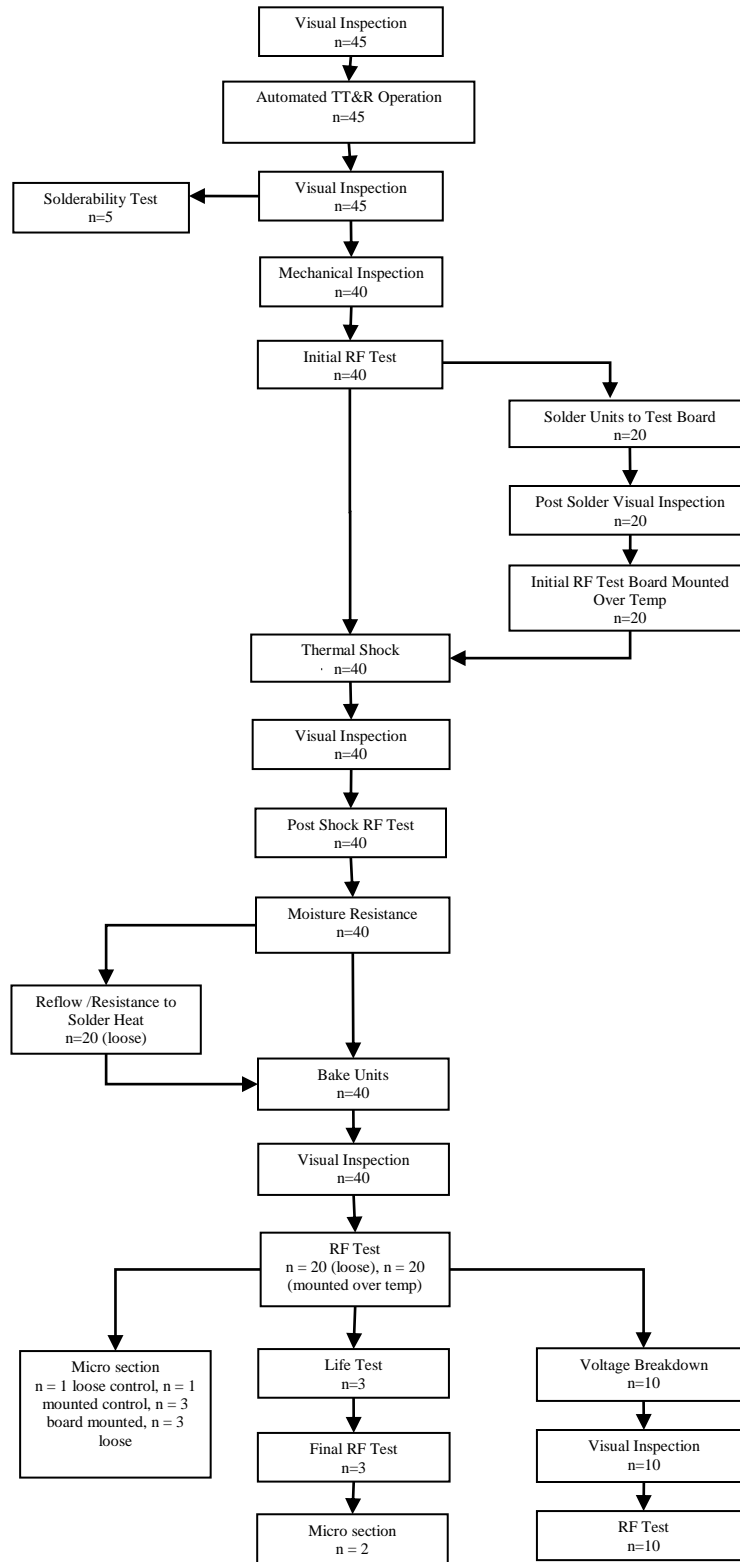 Visual Inspection
n=45
Automated TT&R Operation
n=45
Solderability Test
n=5
Visual Inspection
n=45
Mechanical Inspection
n=40
Initial RF Test
n=40
Solder Units to Test Board
n=20
Post Solder Visual Inspection
n=20
Initial RF Test Board Mounted
Over Temp
n=20
Thermal Shock
n=40
Visual Inspection
n=40
Post Shock RF Test
n=40
Moisture Resistance
n=40
Reflow /Resistance to
Solder Heat
n=20 (loose)
Bake Units
n=40
Visual Inspection
n=40
RF Test
n = 20 (loose), n = 20
(mounted over temp)
Micro section
n = 1 loose control, n = 1
mounted control, n = 3
board mounted, n = 3
loose
Life Test
n=3
Final RF Test
n=3
Micro section
n = 2
Voltage Breakdown
n=10
Visual Inspection
n=10
RF Test
n=10